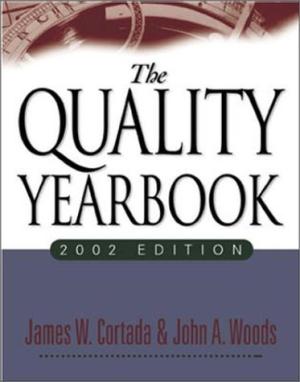 The
QUALITY
YEARBOOK
2002 EDITION
James W. Cortada & John A. Woods